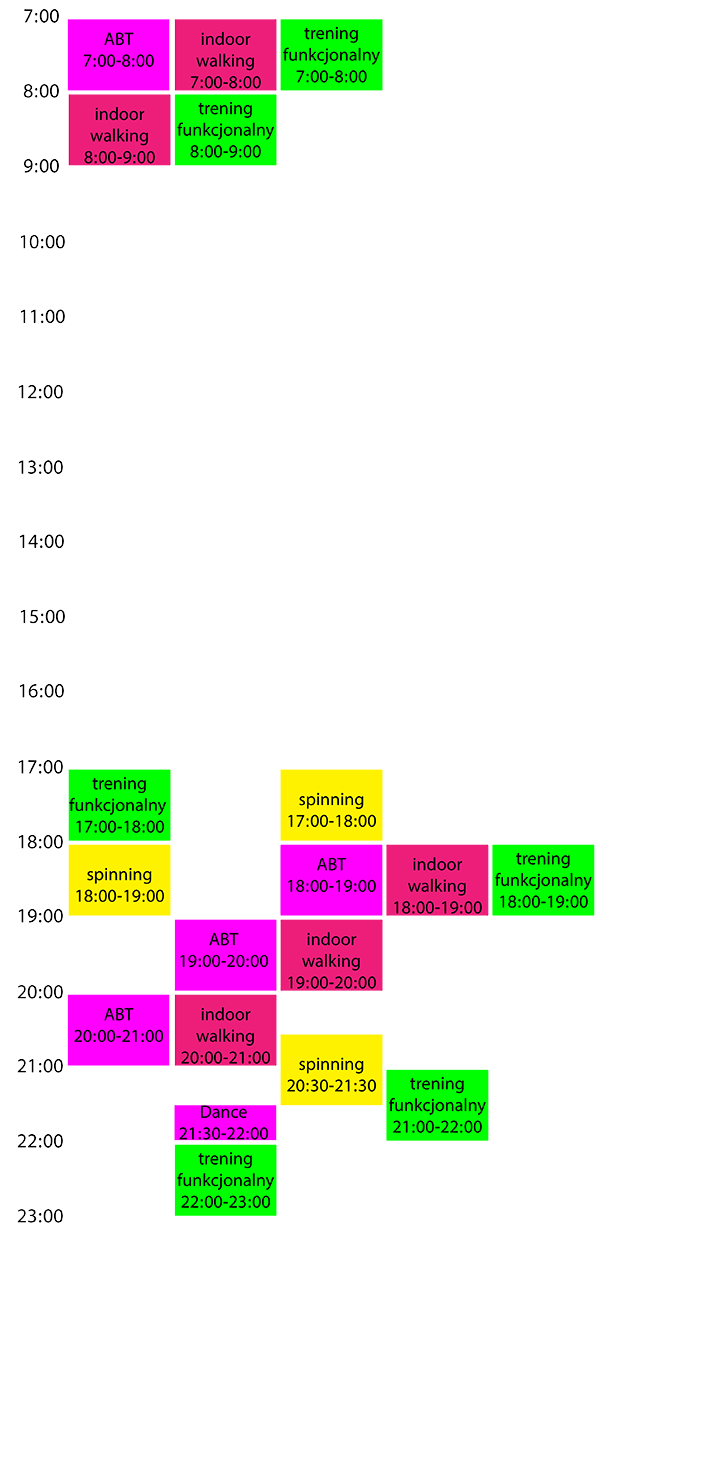 7:00
ABT
7:00-8:00
indoor
walking
7:00-8:00
trening
funkcjonalny
7:00-8:00
8:00
indoor
walking
8:00-9:00
trening
funkcjonalny
8:00-9:00
9:00
10:00
11:00
12:00
13:00
14:00
15:00
16:00
17:00
trening
funkcjonalny
17:00-18:00
spinning
17:00-18:00
18:00
spinning
18:00-19:00
ABT
18:00-19:00
indoor
walking
18:00-19:00
trening
funkcjonalny
18:00-19:00
19:00
ABT
19:00-20:00
indoor
walking
19:00-20:00
20:00
ABT
20:00-21:00
indoor
walking
20:00-21:00
spinning
20:30-21:30
21:00
trening
funkcjonalny
21:00-22:00
Dance
21:30-22:00
22:00
trening
funkcjonalny
22:00-23:00
23:00